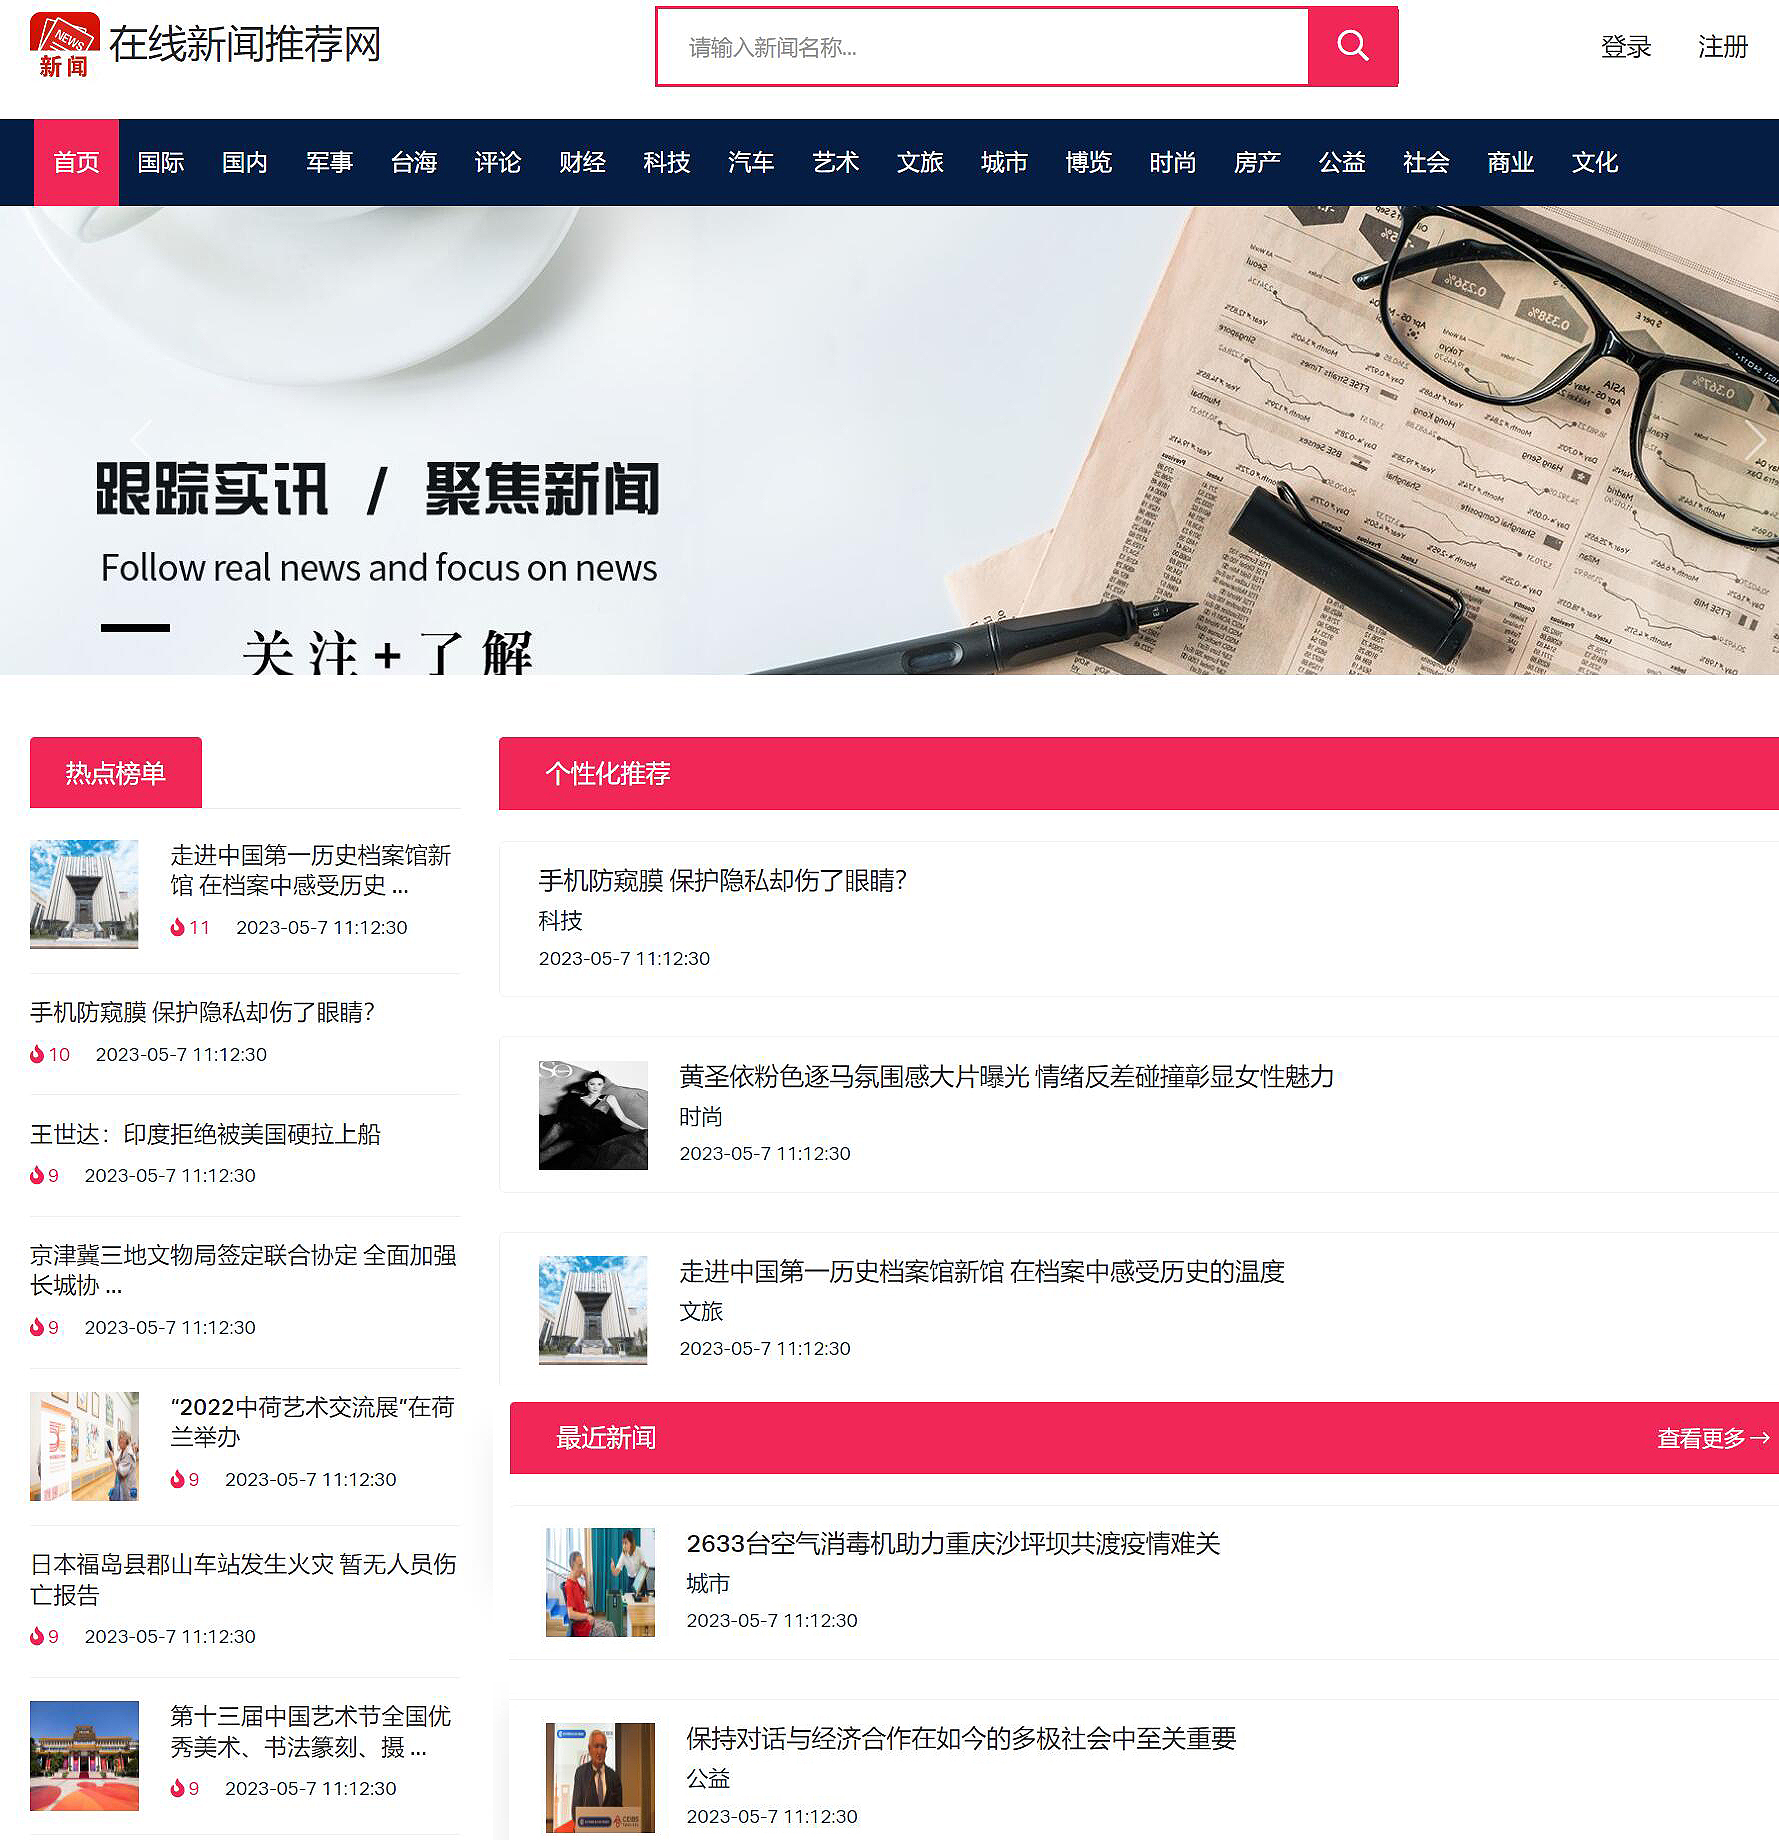 NEWS
新闻
在线新闻推荐网
请输入新闻名称...
登录 注册
首页 国际 国内 军事 台海 评论 财经 科技 汽车 艺术 文旅 城市 博览 时尚 房产 公益 社会 商业 文化
跟踪实讯 / 聚焦新闻
Follow real news and focus on news
关注+了解
热点榜单
走进中国第一历史档案馆新
馆 在档案中感受历史 ...
11 2023-05-7 11:12:30
手机防窥膜 保护隐私却伤了眼睛?
10 2023-05-7 11:12:30
王世达：印度拒绝被美国硬拉上船
9 2023-05-7 11:12:30
京津冀三地文物局签定联合协定 全面加强
长城协 ...
9 2023-05-7 11:12:30
“2022中荷艺术交流展”在荷
兰举办
9 2023-05-7 11:12:30
日本福岛县郡山车站发生火灾 暂无人员伤
亡报告
9 2023-05-7 11:12:30
第十三届中国艺术节全国优
秀美术、书法篆刻、摄 ...
9 2023-05-7 11:12:30
个性化推荐
手机防窥膜 保护隐私却伤了眼睛?
科技
2023-05-7 11:12:30
黄圣依粉色逐马氛围感大片曝光 情绪反差碰撞彰显女性魅力
时尚
2023-05-7 11:12:30
走进中国第一历史档案馆新馆 在档案中感受历史的温度
文旅
2023-05-7 11:12:30
最近新闻
查看更多→
2633台空气消毒机助力重庆沙坪坝共渡疫情难关
城市
2023-05-7 11:12:30
保持对话与经济合作在如今的多极社会中至关重要
公益
2023-05-7 11:12:30